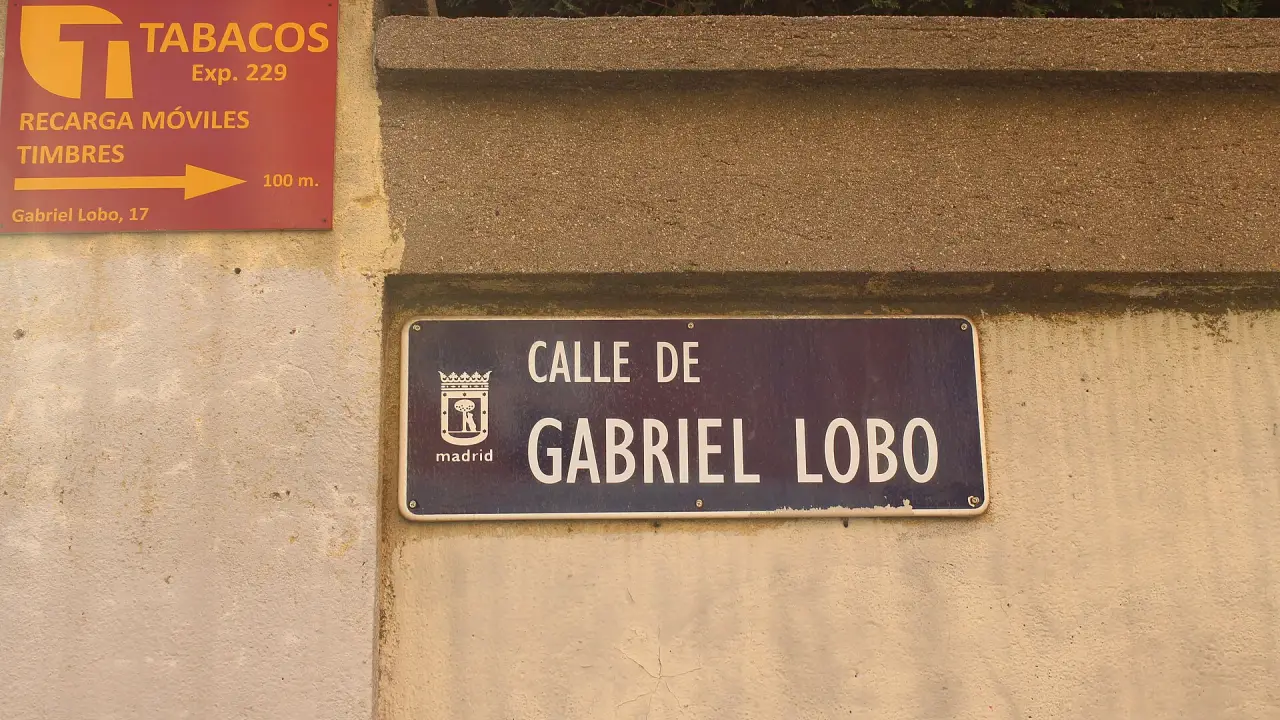 TABACOS
Exp. 229
RECARGA MÓVILES
TIMBRES
100 m.
Gabriel Lobo, 17
CALLE DE
GABRIEL LOBO
madrid